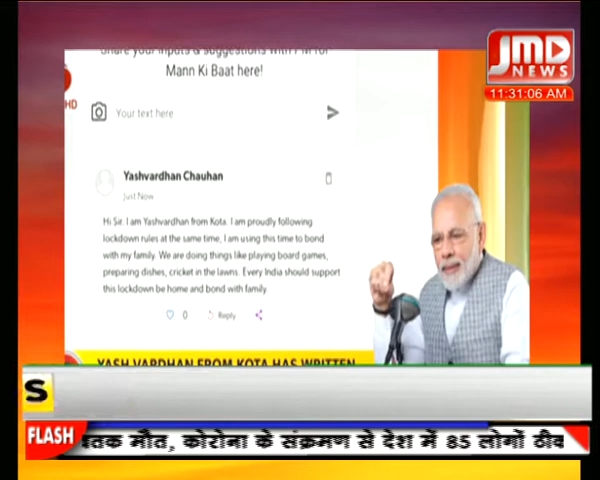 Share your inputs & suggestions with PM for
Mann Ki Baat here!
Your text here
Yashvardhan Chauhan
Just Now
Hi Sir. I am Yashvardhan from Kota. I am proudly following
lockdown rules at the same time, I am using this time to bond
with my family. We are doing things like playing board games,
preparing dishes, cricket in the lawns. Every India should support
this lockdown be home and bond with family
0 Reply
HD
JMD
NEWS
11:31:06 AM
YASH VARDHAN FROM KOTA HAS WRITTEN
S
FLASH
मौत, कोरोना के संक्रमण से देश में 85 लोगों ठीक